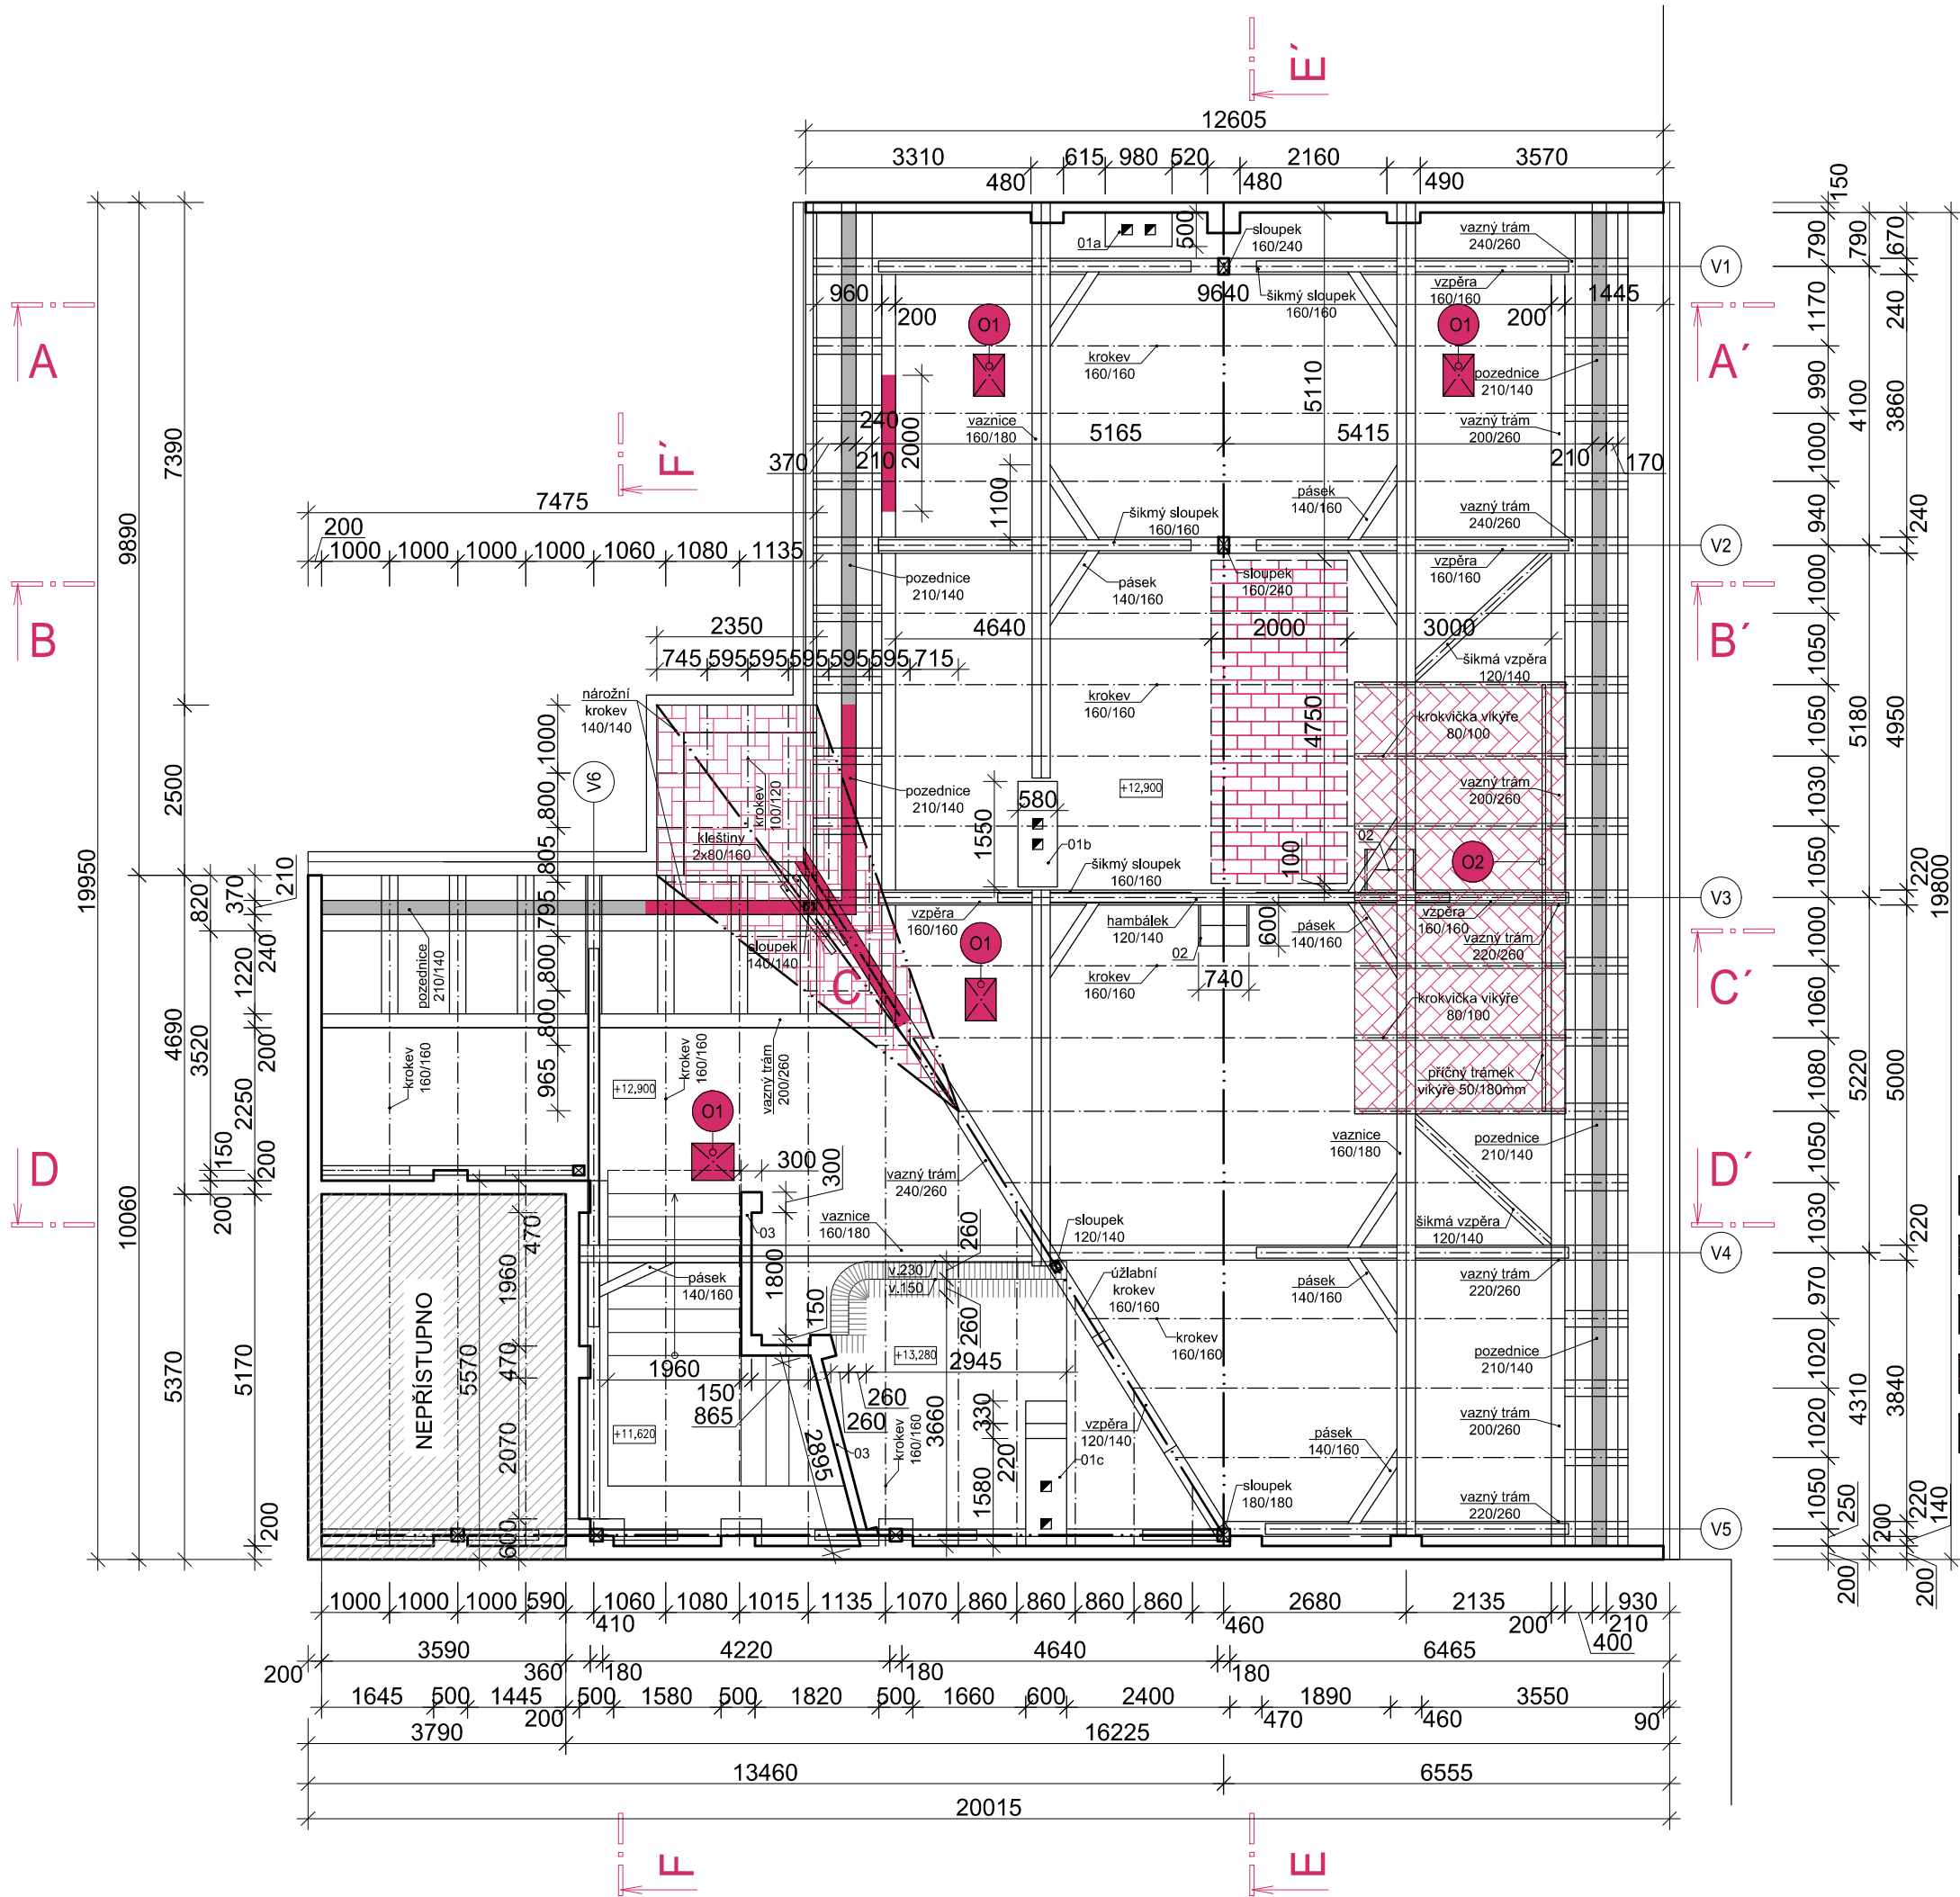 E´
12605
3310
615
980
520
2160
3570
480
480
490
150
790
790
670
01a
500
sloupek
160/240
vazný trám
240/260
V1
vzpěra
160/160
šikmý sloupek
160/160
960
9640
1445
200
200
1170
240
A
A´
O1
O1
krokev
160/160
pozednice
210/140
5110
990
4100
3860
7390
F´
240
2000
vaznice
160/180
5165
5415
vazný trám
200/260
370
210
210
170
1000
19800
7475
1100
pásek
140/160
šikmý sloupek
160/160
vazný trám
240/260
940
240
200
1000
1000
1000
1000
1060
1080
1135
V2
9890
vzpěra
160/160
pozednice
210/140
pásek
140/160
sloupek
160/240
1000
B
B´
2350
4640
2000
3000
745
595
595
595
595
595
715
šikmá vzpěra
120/140
1050
nárožní
krokev
140/140
krokev
160/160
4750
krokvička vikýře
80/100
1050
5180
4950
1000
V6
krokev
100/120
pozednice
210/140
+12,900
vazný trám
200/260
1030
2500
800
580
1550
kleštiny
2x80/160
01b
02
O2
100
šikmý sloupek
160/160
1050
220
19950
210
805
370
820
795
V3
vzpěra
160/160
hambálek
120/140
600
pásek
140/160
vzpěra
160/160
vazný trám
220/260
240
sloupek
140/140
O1
02
krokev
160/160
740
1000
C
C´
pozednice
210/140
1220
800
krokvička vikýře
80/100
1060
4690
3520
200
800
krokev
160/160
krokev
160/160
vazný trám
200/260
+12,900
965
O1
příčný trámek
vikýře 50/180mm
1080
5220
5000
2250
vaznice
160/180
pozednice
210/140
1050
D
D´
150
200
300
300
vazný trám
240/260
200
470
03
vaznice
160/180
260
sloupek
120/140
šikmá vzpěra
120/140
1030
220
V4
10060
1960
1800
pásek
140/160
v.230
v.150
úžlabní
krokev
160/160
pásek
140/160
vazný trám
220/260
970
NEPŘÍSTUPNO
150
260
krokev
160/160
+13,280
2945
pozednice
210/140
1020
5370
5170
5570
470
1960
150
865
260
260
3660
330
vzpěra
120/140
vazný trám
200/260
4310
3840
+11,620
2070
2895
03
krokev
160/160
220
01c
pásek
140/160
1020
1580
sloupek
180/180
vazný trám
220/260
1050
250
220
140
V5
200
600
200
200
200
1000
1000
1000
590
1060
1080
1015
1135
1070
860
860
860
860
2680
2135
930
410
460
200
210
400
3590
4220
4640
6465
200
360
180
180
180
1645
500
1445
500
1580
500
1820
500
1660
600
2400
1890
3550
200
470
460
90
3790
16225
13460
6555
20015
F
E